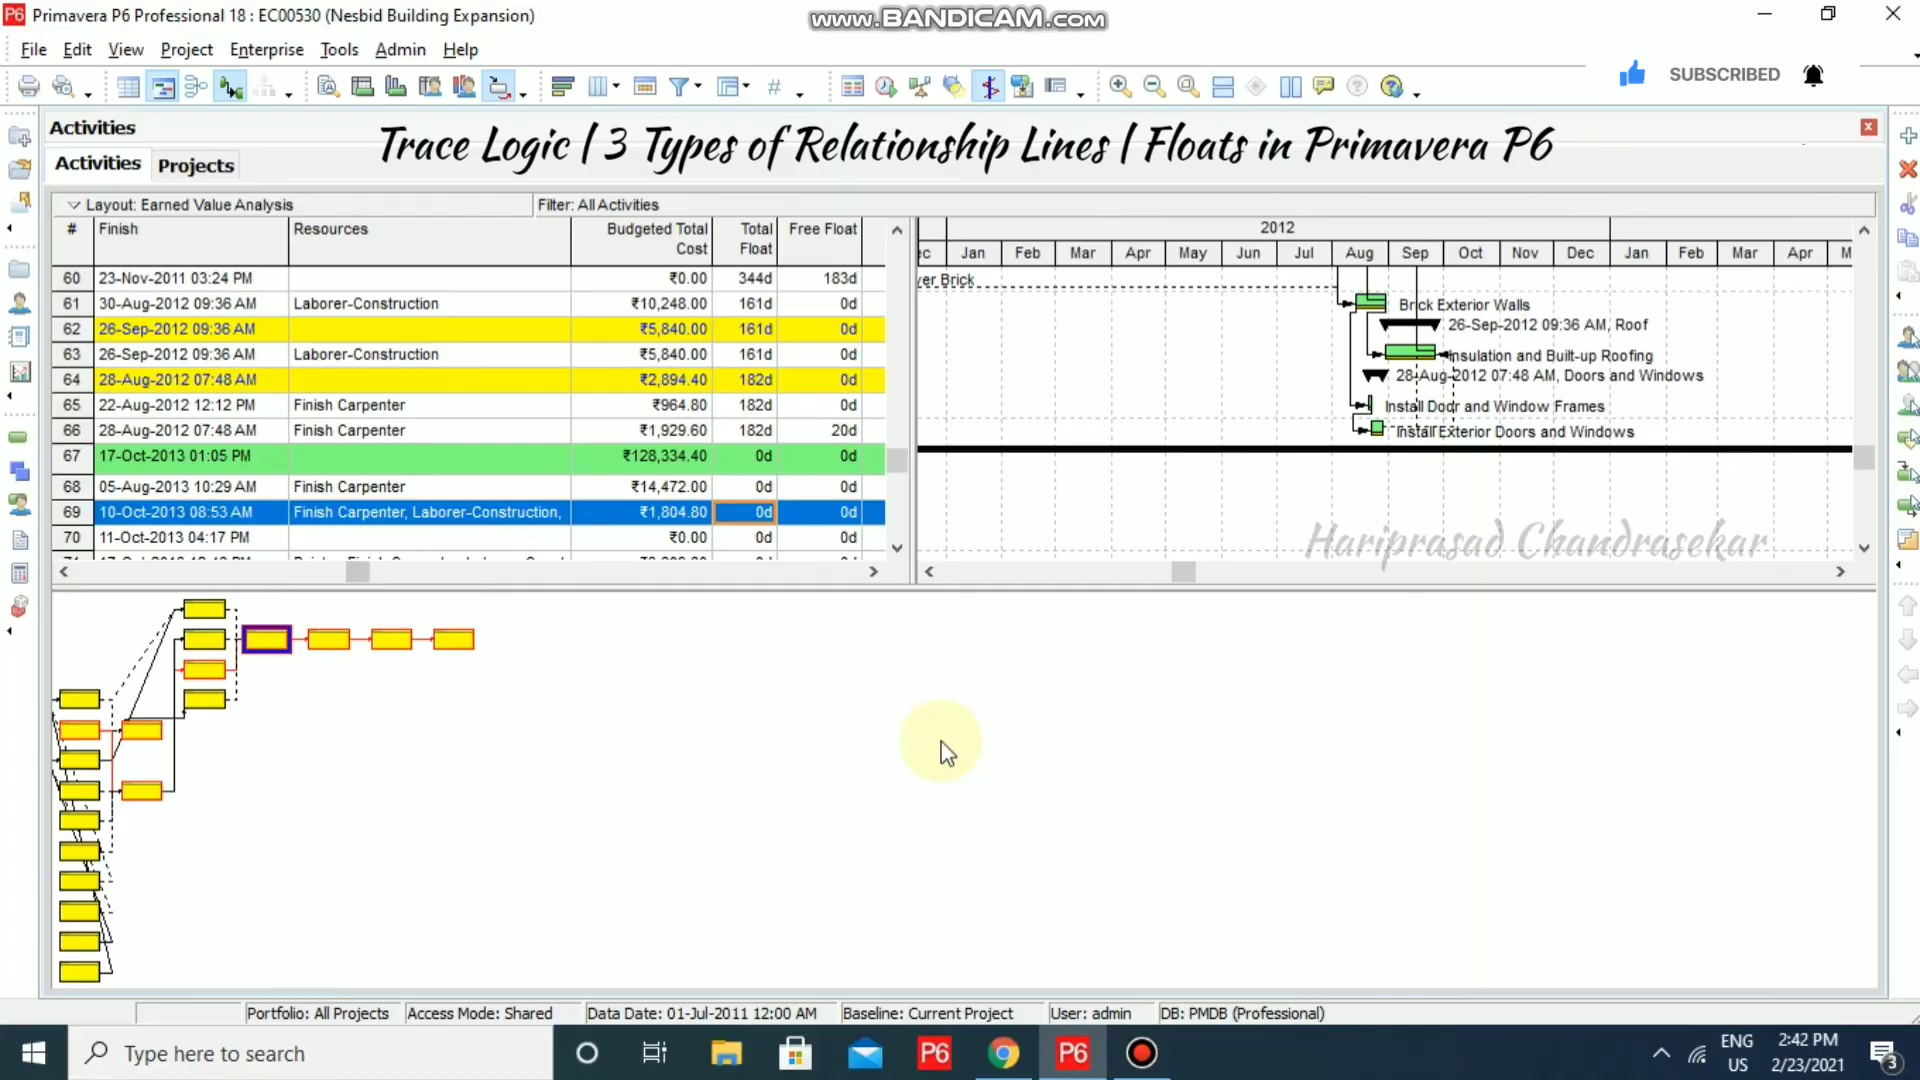 P6 Primavera P6 Professional 18 : EC00530 (Nesbid Building Expansion)
www.BANDICAM.com
File Edit View Project Enterprise Tools Admin Help
SUBSCRIBED
Activities
Trace Logic | 3 Types of Relationship Lines | Floats in Primavera P6
Activities Projects
Layout: Earned Value Analysis Filter: All Activities
# Finish Resources Budgeted Total Cost Total Float Free Float
60 23-Nov-2011 03:24 PM ₹0.00 344d 183d
61 30-Aug-2012 09:36 AM Laborer-Construction ₹10,248.00 161d 0d
62 26-Sep-2012 09:36 AM ₹5,840.00 161d 0d
63 26-Sep-2012 09:36 AM Laborer-Construction ₹5,840.00 161d 0d
64 28-Aug-2012 07:48 AM ₹2,894.40 182d 0d
65 22-Aug-2012 12:12 PM Finish Carpenter ₹964.80 182d 0d
66 28-Aug-2012 07:48 AM Finish Carpenter ₹1,929.60 182d 20d
67 17-Oct-2013 01:05 PM ₹128,334.40 0d 0d
68 05-Aug-2013 10:29 AM Finish Carpenter ₹14,472.00 0d 0d
69 10-Oct-2013 08:53 AM Finish Carpenter, Laborer-Construction, ₹1,804.80 0d 0d
70 11-Oct-2013 04:17 PM ₹0.00 0d 0d
2012
ec Jan Feb Mar Apr May Jun Jul Aug Sep Oct Nov Dec Jan Feb Mar Apr M
ver Brick
Brick Exterior Walls
26-Sep-2012 09:36 AM, Roof
Insulation and Built-up Roofing
28-Aug-2012 07:48 AM, Doors and Windows
Install Door and Window Frames
Install Exterior Doors and Windows
Hariprasad Chandrasekar
Portfolio: All Projects Access Mode: Shared Data Date: 01-Jul-2011 12:00 AM Baseline: Current Project User: admin DB: PMDB (Professional)
Type here to search
P6 P6
ENG
US
2:42 PM
2/23/2021
3